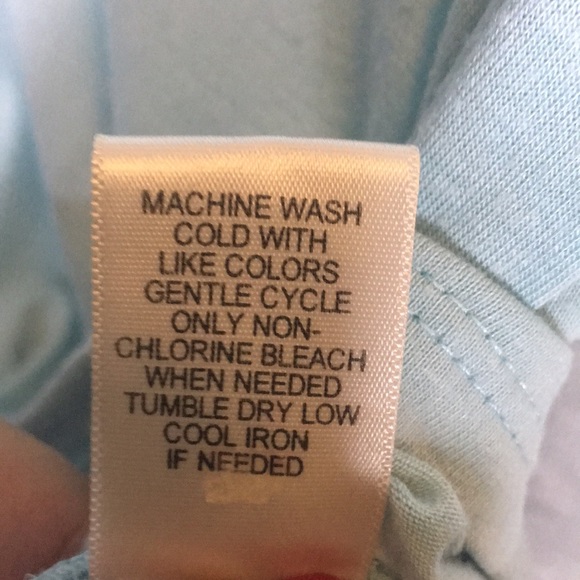 MACHINE WASH
COLD WITH
LIKE COLORS
GENTLE CYCLE
ONLY NON-
CHLORINE BLEACH
WHEN NEEDED
TUMBLE DRY LOW
COOL IRON
IF NEEDED